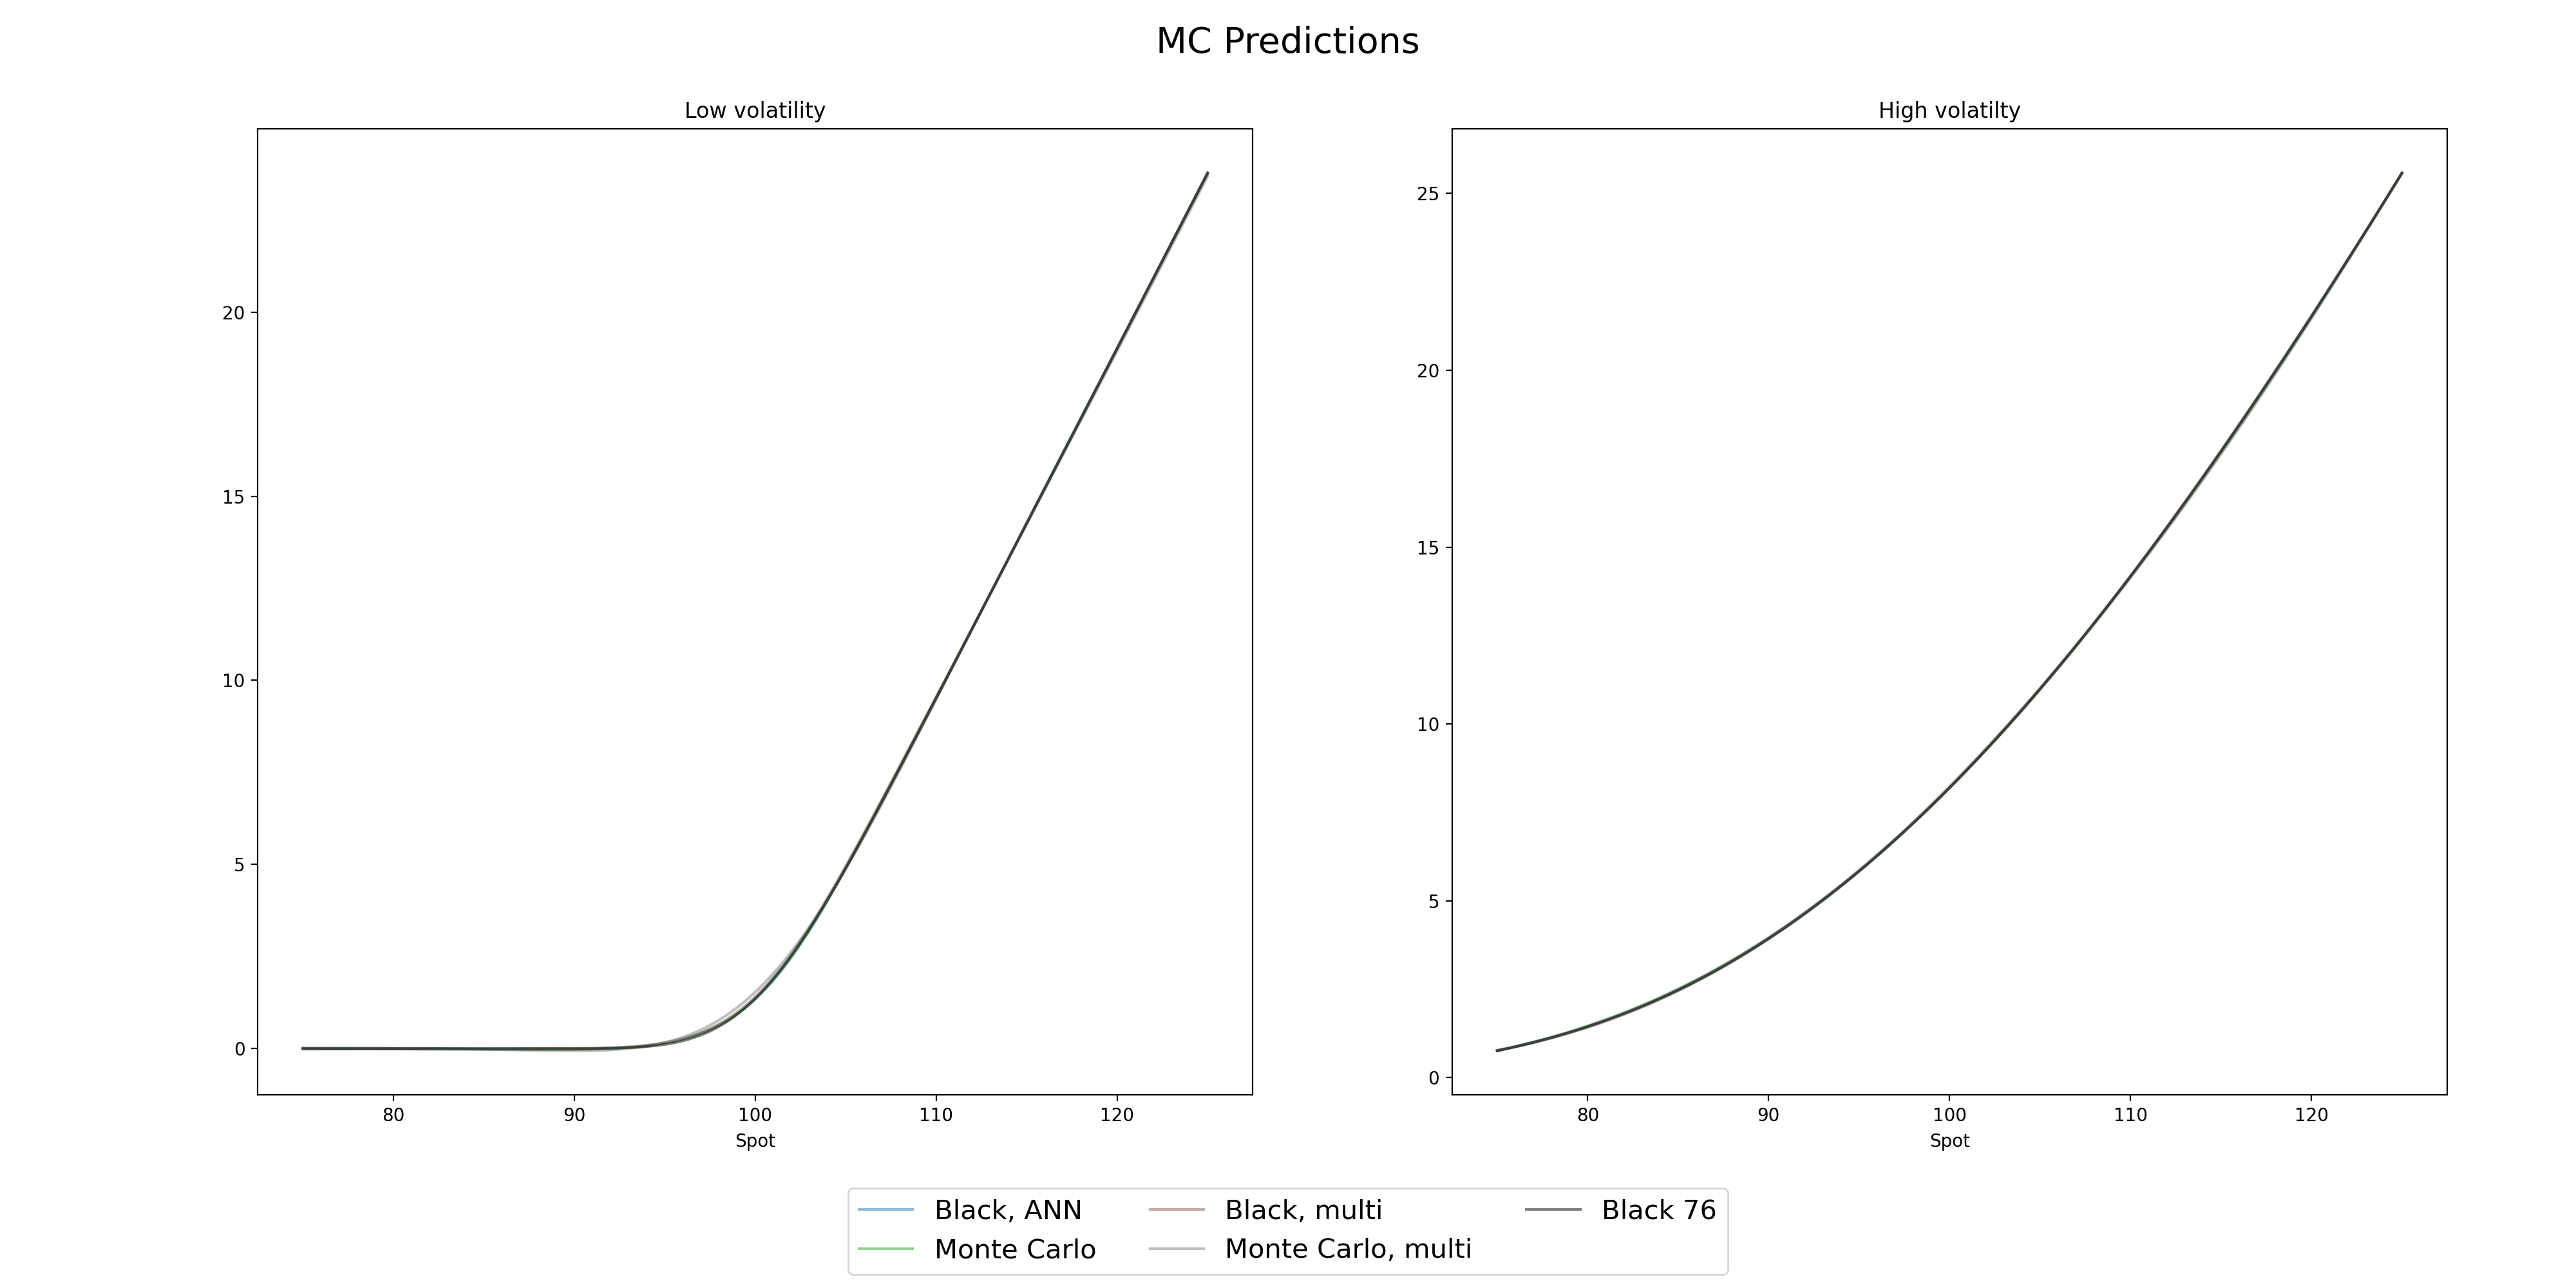 MC Predictions
Low volatility
20
15
10
5
0
80 90 100 110 120
Spot
High volatilty
25
20
15
10
5
0
80 90 100 110 120
Spot
Black, ANN
Monte Carlo
Black, multi
Monte Carlo, multi
Black 76